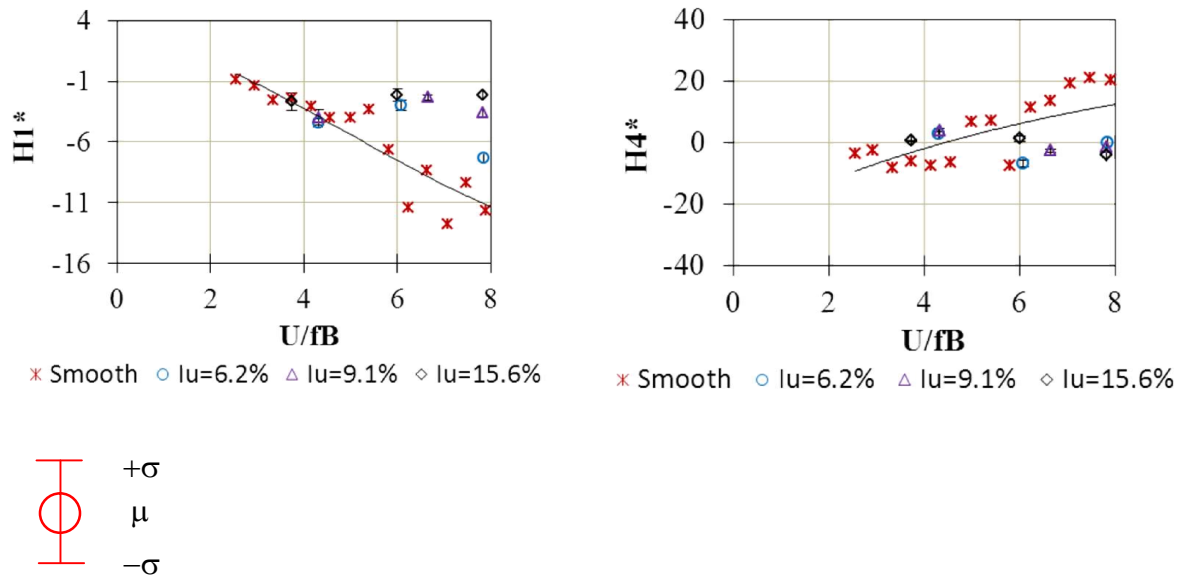 4
-1
-6
-11
-16
H1*
0 2 4 6 8
U/fB
Smooth Iu=6.2% Iu=9.1% Iu=15.6%
40
20
0
-20
-40
H4*
0 2 4 6 8
U/fB
Smooth Iu=6.2% Iu=9.1% Iu=15.6%
+σ
μ
−σ